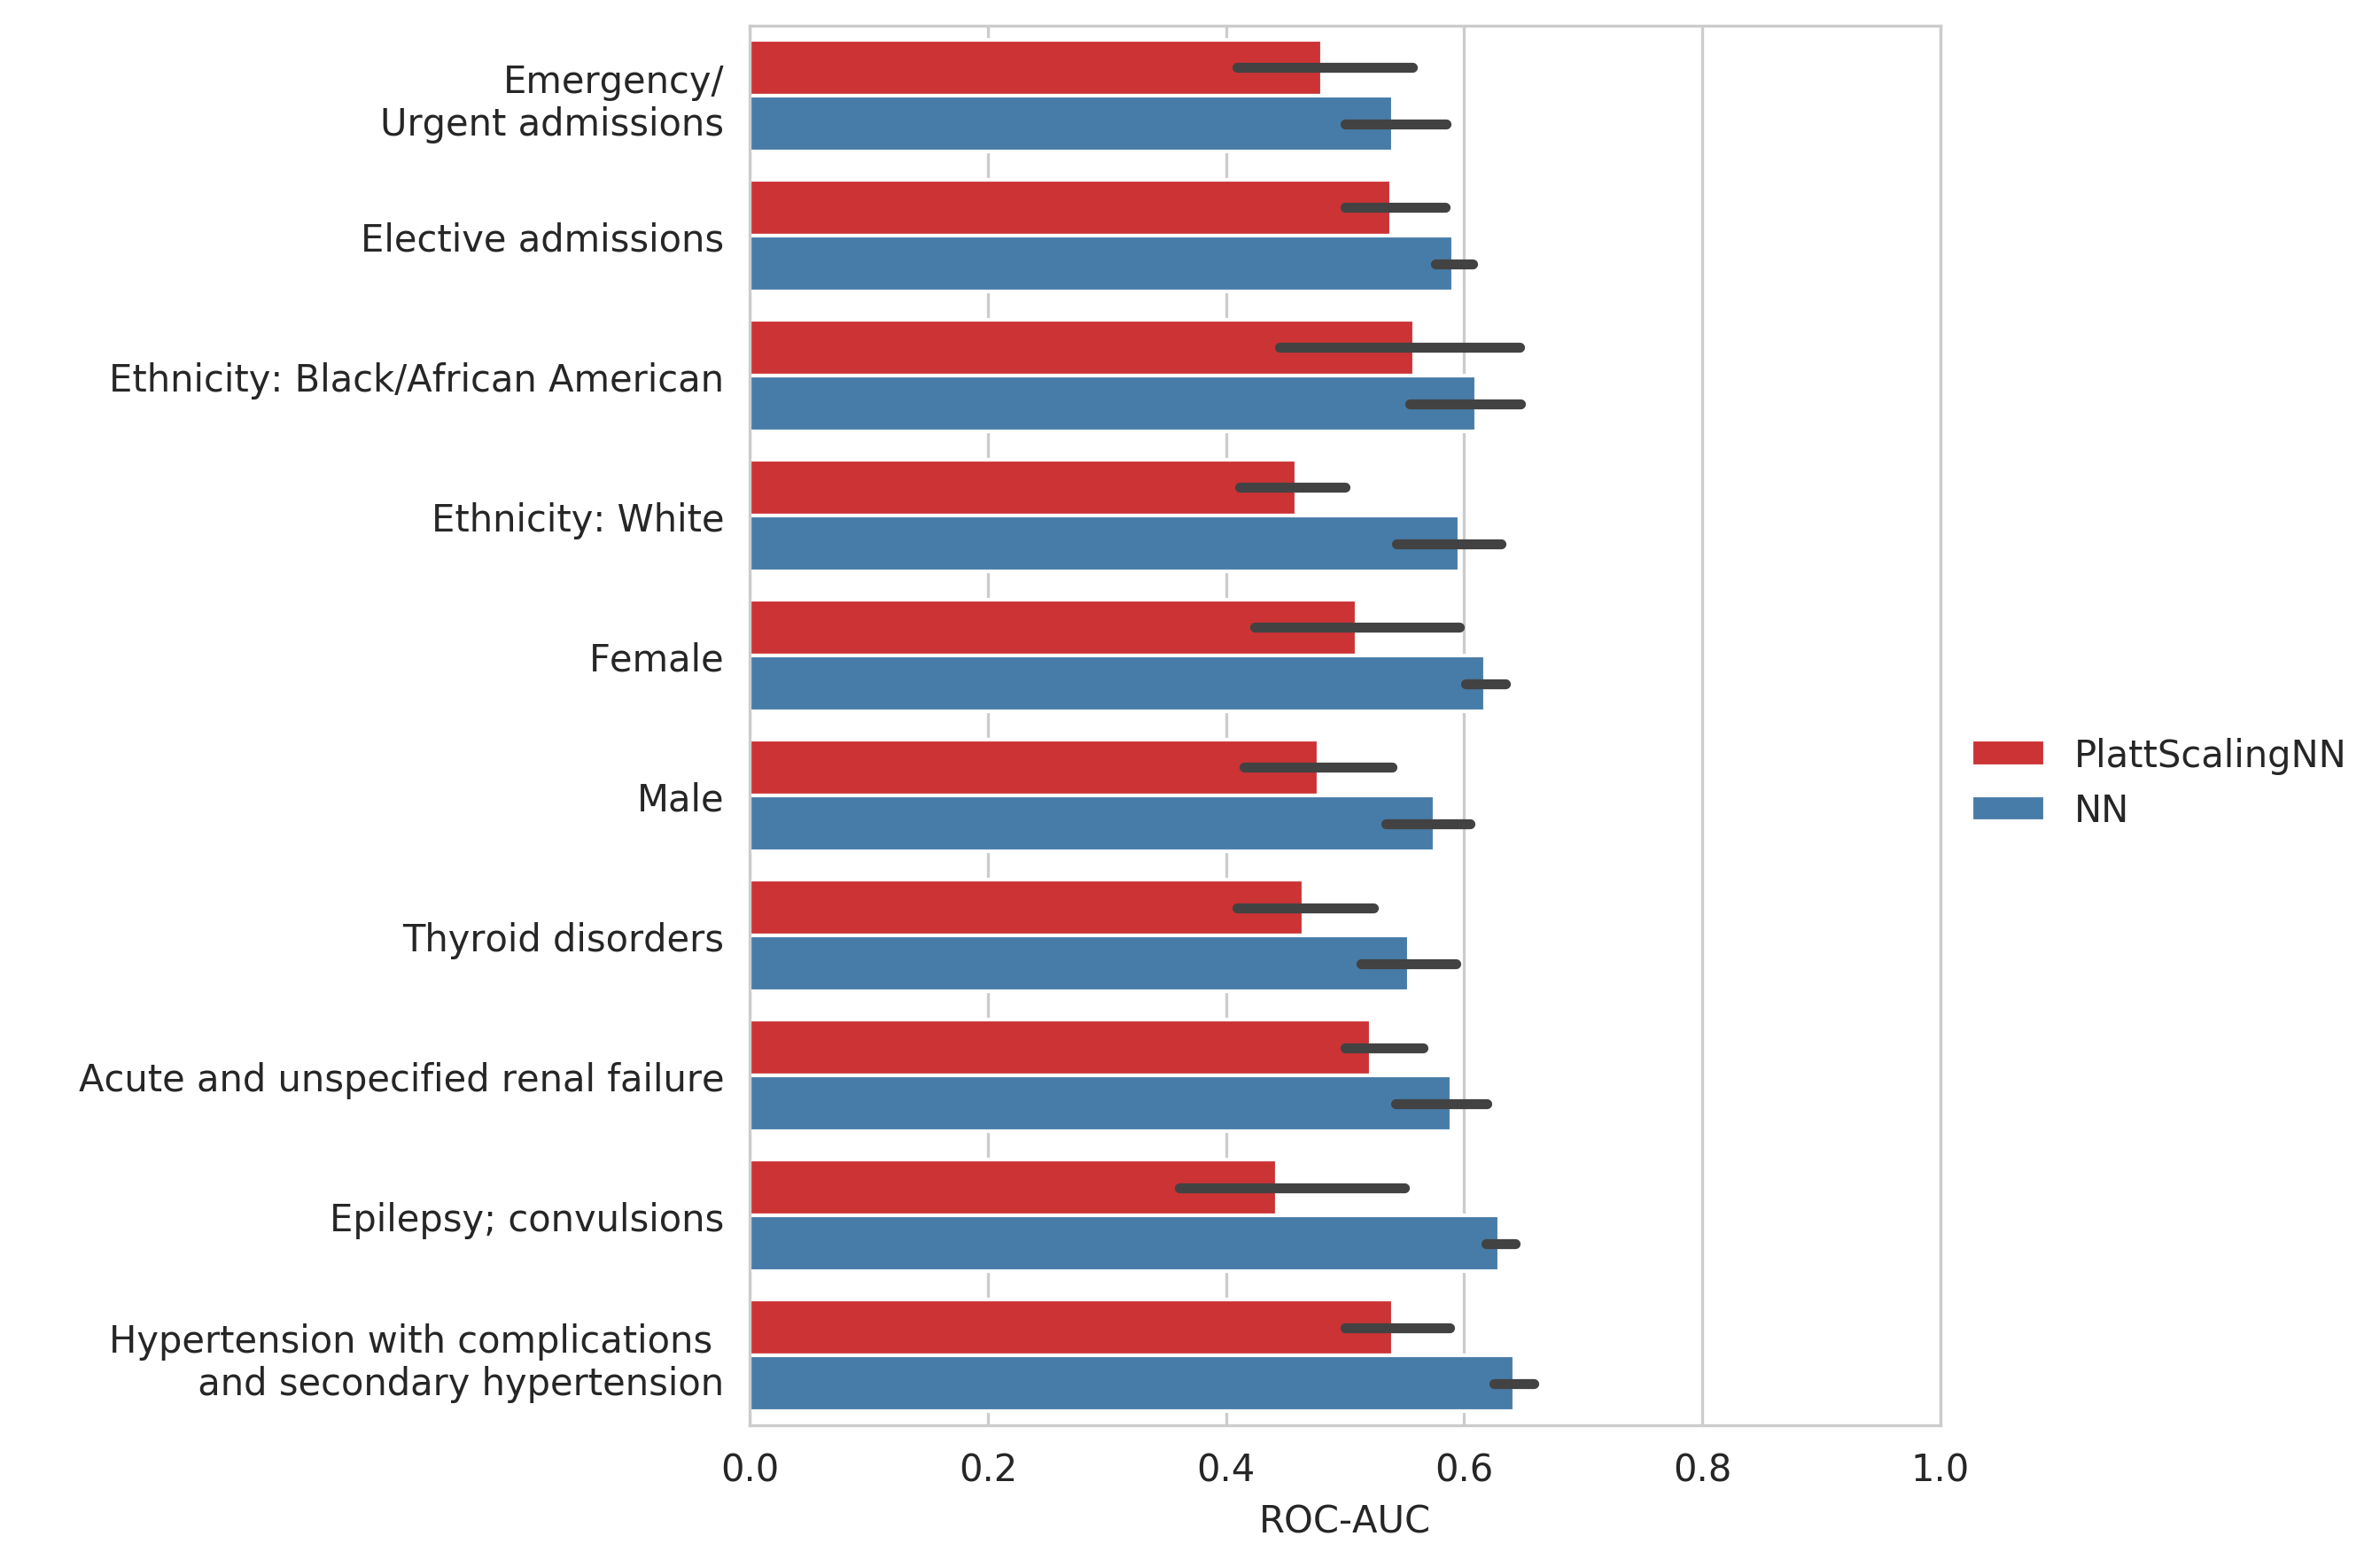 Emergency/
Urgent admissions
Elective admissions
Ethnicity: Black/African American
Ethnicity: White
Female
Male
Thyroid disorders
Acute and unspecified renal failure
Epilepsy; convulsions
Hypertension with complications
and secondary hypertension
0.0 0.2 0.4 0.6 0.8 1.0
ROC-AUC
PlattScalingNN
NN